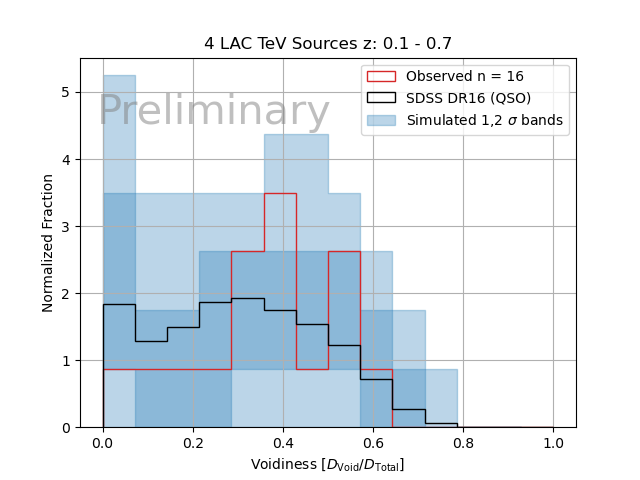 4 LAC TeV Sources z: 0.1 - 0.7
Preliminary
Observed n = 16
SDSS DR16 (QSO)
Simulated 1,2 σ bands
Normalized Fraction
5
4
3
2
1
0
0.0 0.2 0.4 0.6 0.8 1.0
Voidiness [D_Void/D_Total]